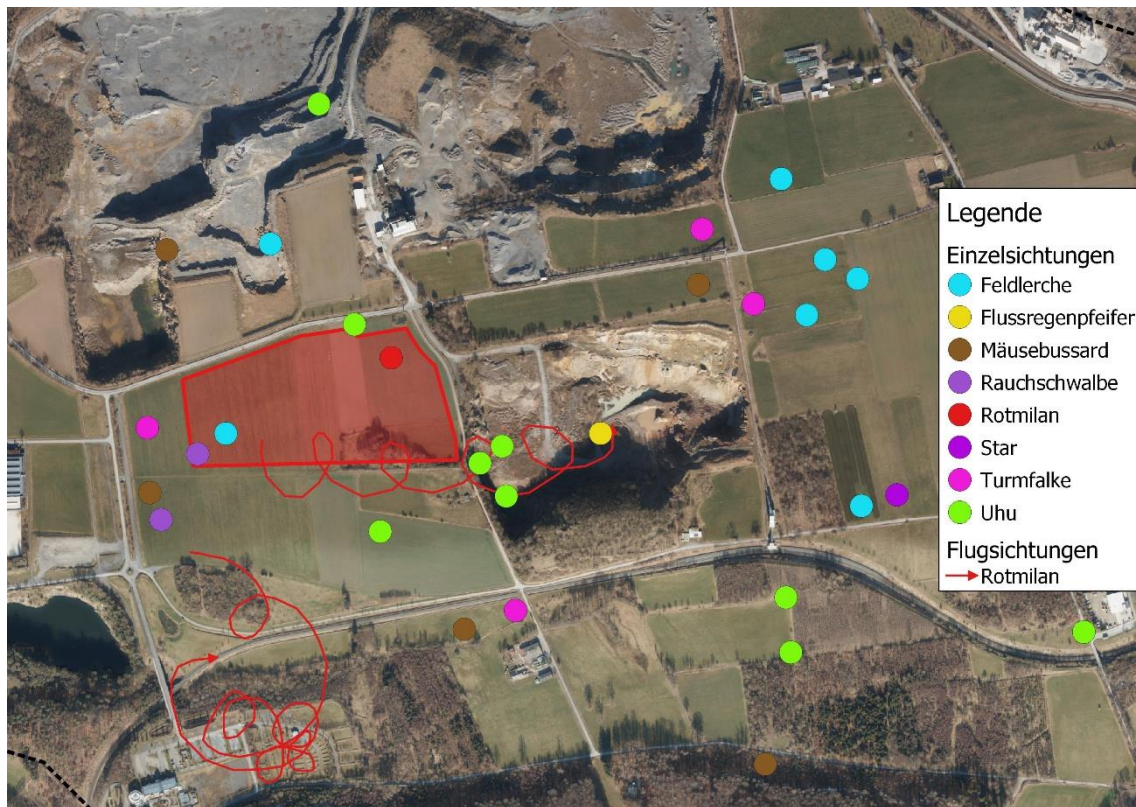 Legende
Einzelsichtungen
Feldlerche
Flussregenpfeifer
Mäusebussard
Rauchschwalbe
Rotmilan
Star
Turmfalke
Uhu
Flugsichtungen
Rotmilan